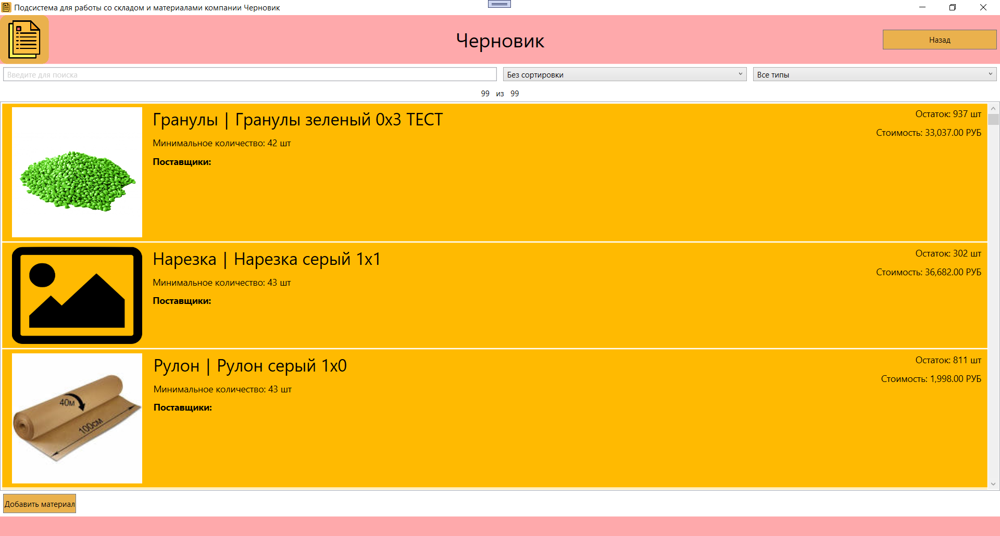 Подсистема для работы со складом и материалами компании Черновик
Черновик
Назад
Введите для поиска
Без сортировки
Все типы
99 из 99
Гранулы | Гранулы зеленый 0x3 ТЕСТ
Остаток: 937 шт
Стоимость: 33,037.00 РУБ
Минимальное количество: 42 шт
Поставщики:
Нарезка | Нарезка серый 1x1
Остаток: 302 шт
Стоимость: 36,682.00 РУБ
Минимальное количество: 43 шт
Поставщики:
40м
100см
Рулон | Рулон серый 1x0
Остаток: 811 шт
Стоимость: 1,998.00 РУБ
Минимальное количество: 43 шт
Поставщики:
Добавить материал